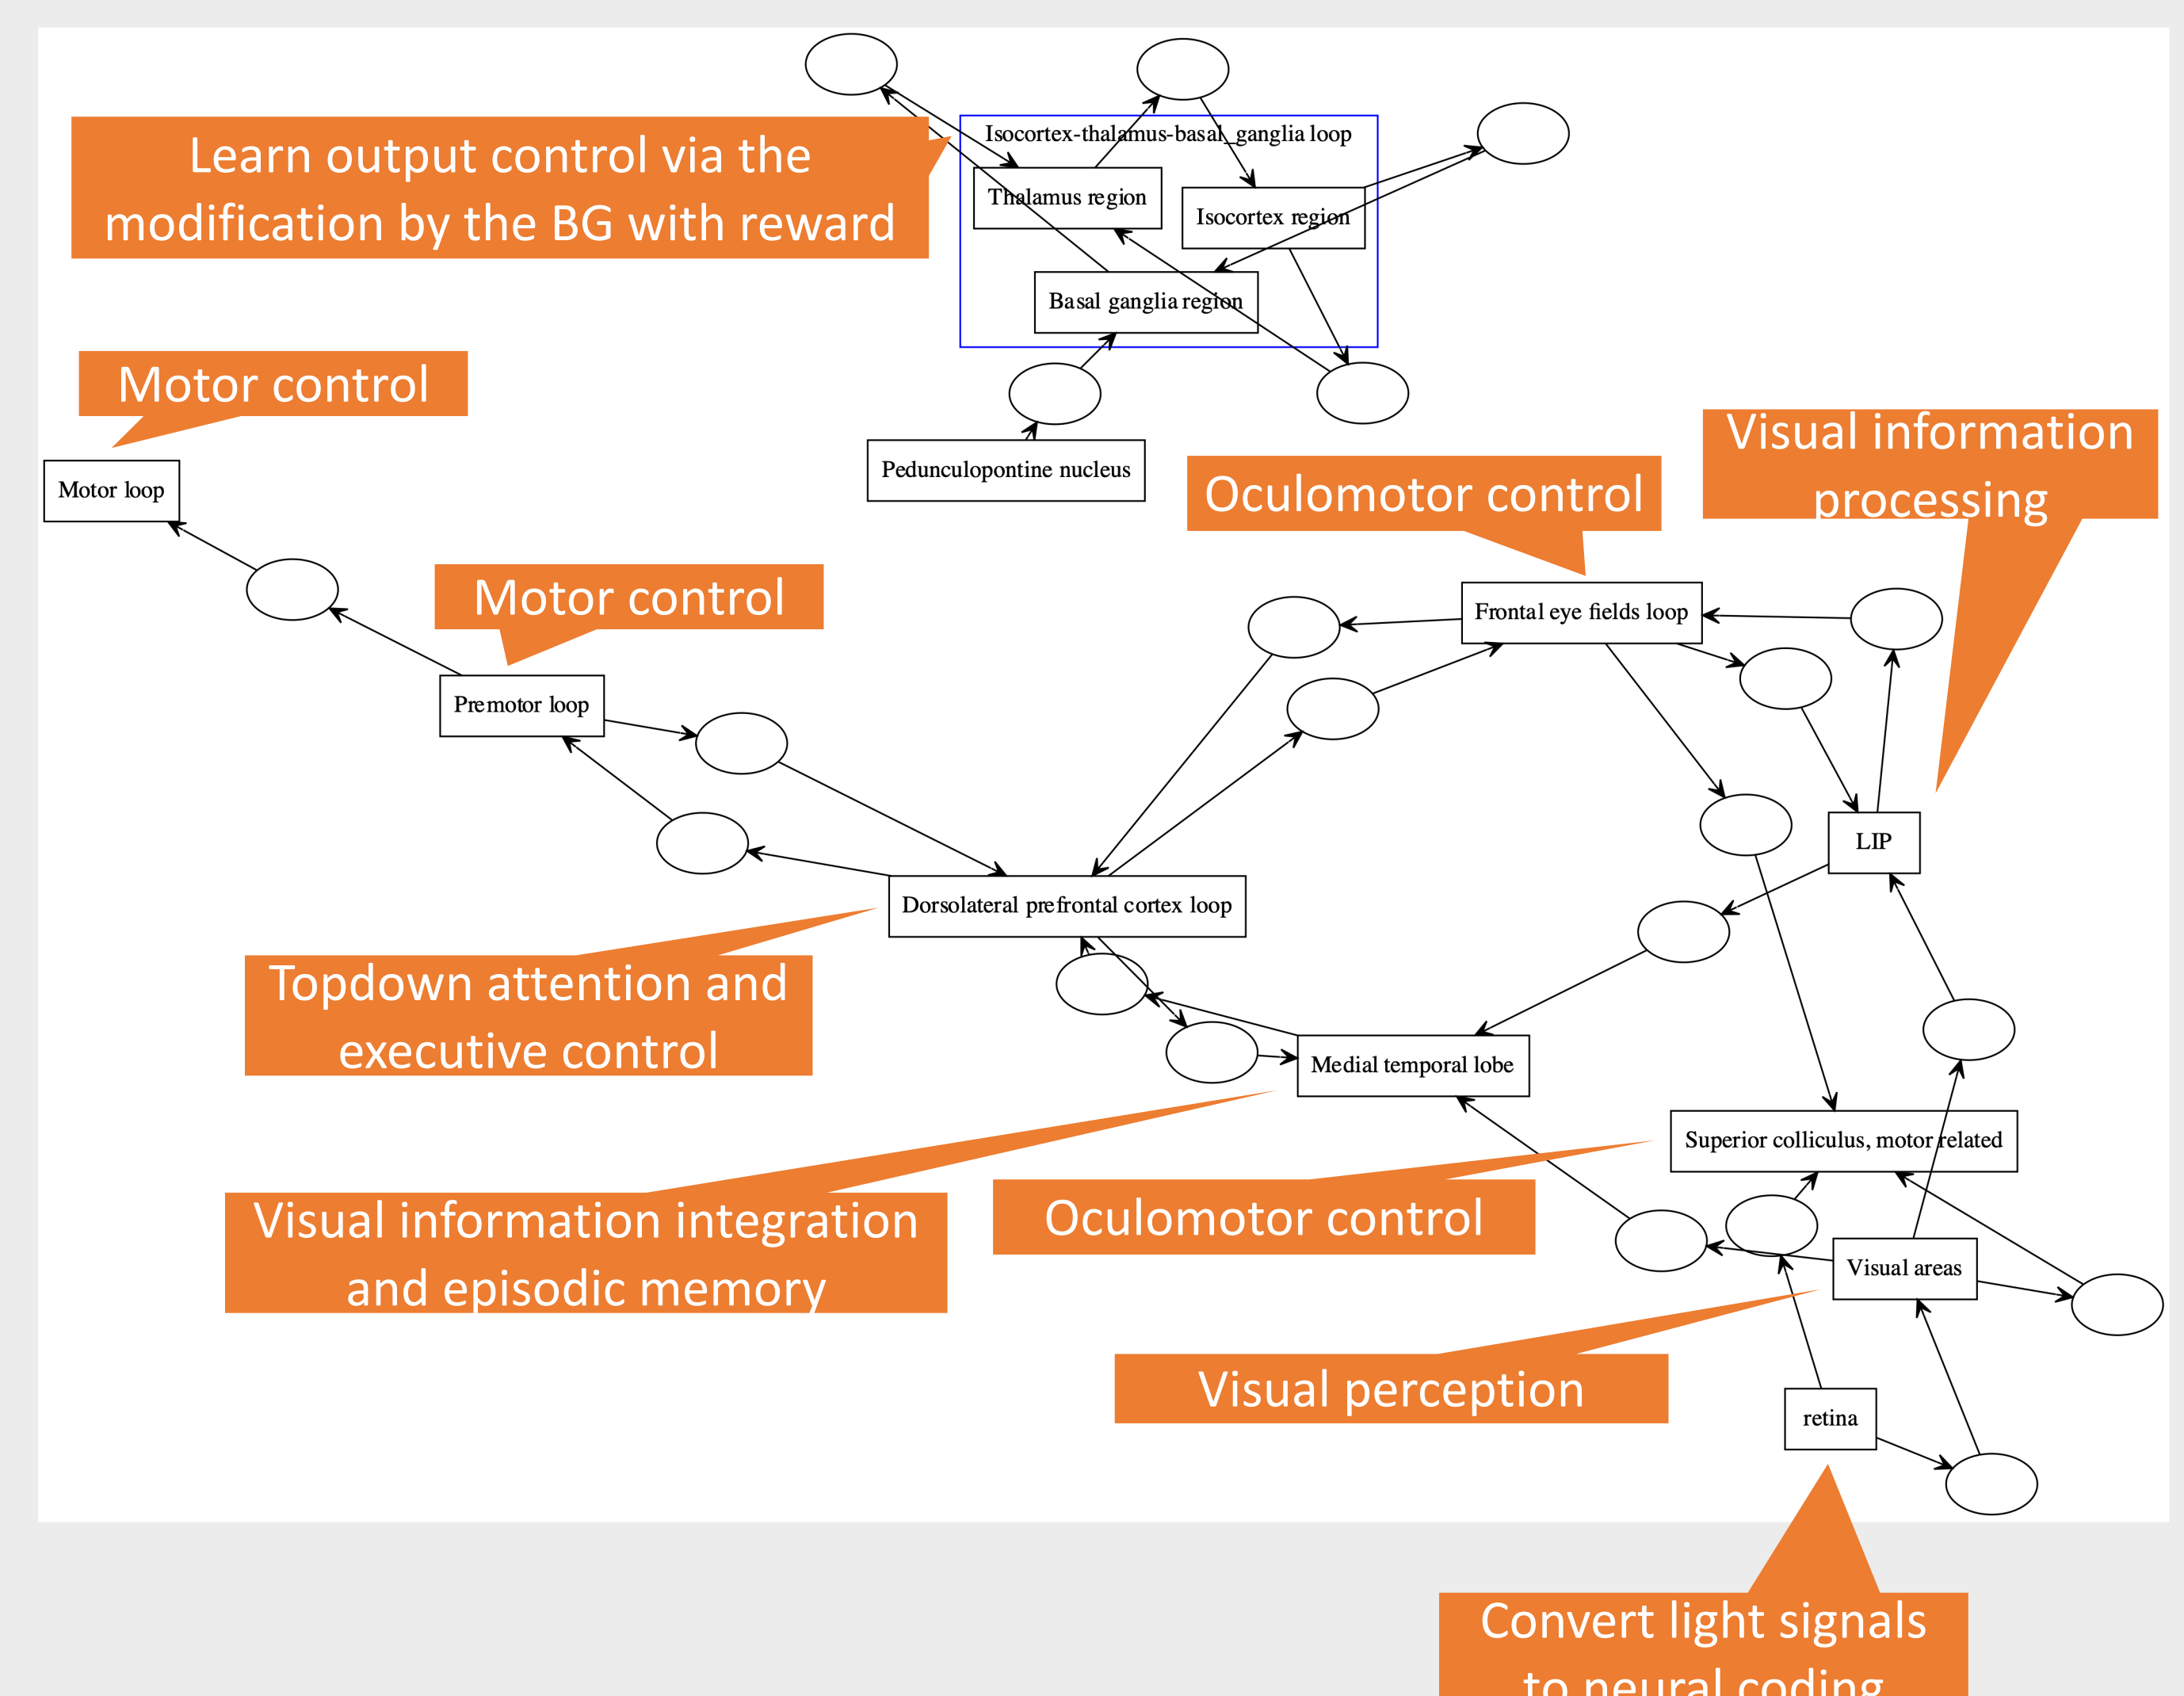 Isocortex-thalamus-basal_ganglia loop
Learn output control via the
modification by the BG with reward
Thalamus region
Isocortex region
Basal ganglia region
Motor control
Pedunculopontine nucleus
Motor loop
Oculomotor control
Visual information
processing
Motor control
Frontal eye fields loop
Premotor loop
LIP
Dorsolateral prefrontal cortex loop
Topdown attention and
executive control
Medial temporal lobe
Superior colliculus, motor related
Visual information integration
and episodic memory
Oculomotor control
Visual areas
Visual perception
retina
Convert light signals
to neural coding